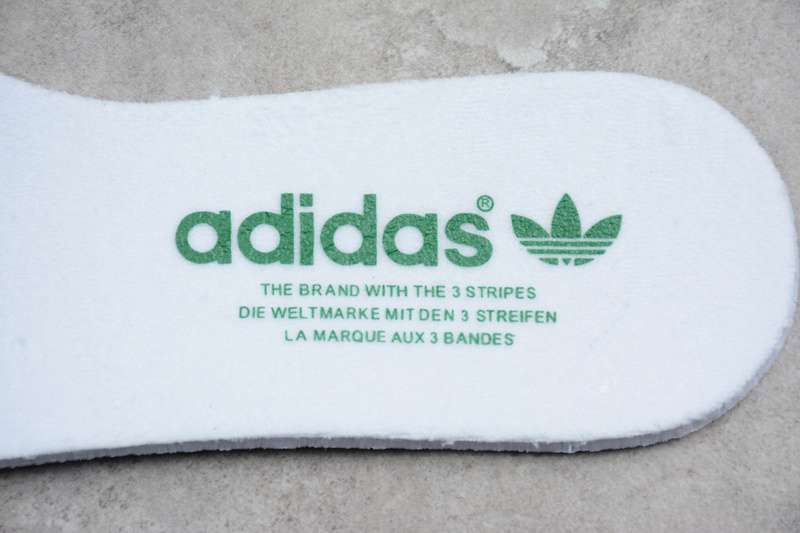 adidas®
THE BRAND WITH THE 3 STRIPES
DIE WELTMARKE MIT DEN 3 STREIFEN
LA MARQUE AUX 3 BANDES